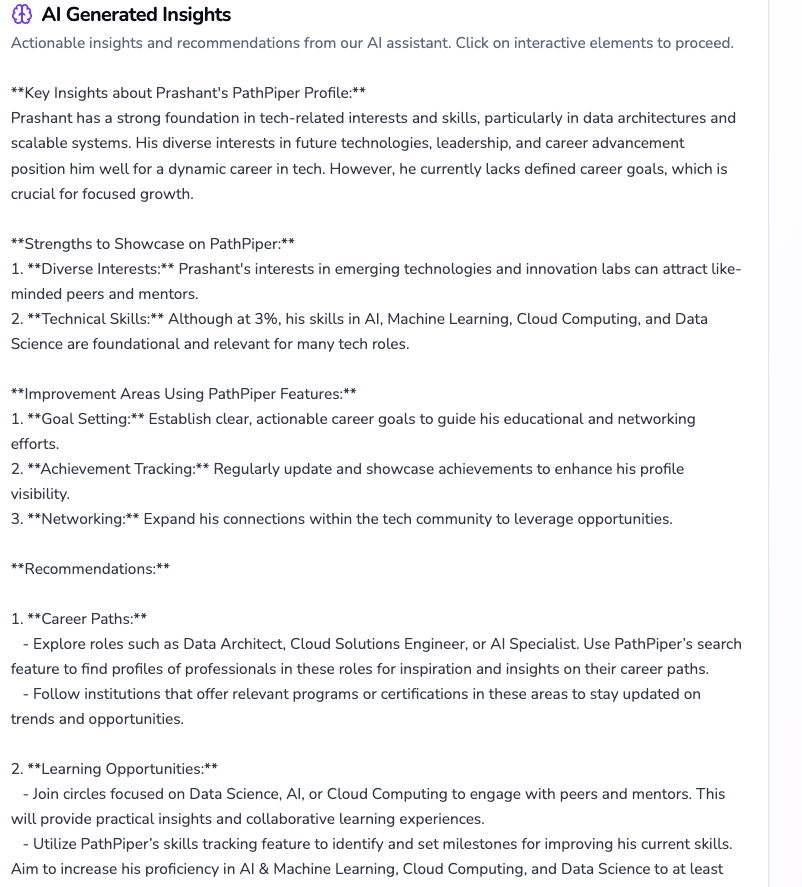 AI Generated Insights
Actionable insights and recommendations from our AI assistant. Click on interactive elements to proceed.
**Key Insights about Prashant's PathPiper Profile:**
Prashant has a strong foundation in tech-related interests and skills, particularly in data architectures and
scalable systems. His diverse interests in future technologies, leadership, and career advancement
position him well for a dynamic career in tech. However, he currently lacks defined career goals, which is
crucial for focused growth.
**Strengths to Showcase on PathPiper:**
1. **Diverse Interests:** Prashant's interests in emerging technologies and innovation labs can attract like-
minded peers and mentors.
2. **Technical Skills:** Although at 3%, his skills in AI, Machine Learning, Cloud Computing, and Data
Science are foundational and relevant for many tech roles.
**Improvement Areas Using PathPiper Features:**
1. **Goal Setting:** Establish clear, actionable career goals to guide his educational and networking
efforts.
2. **Achievement Tracking:** Regularly update and showcase achievements to enhance his profile
visibility.
3. **Networking:** Expand his connections within the tech community to leverage opportunities.
**Recommendations:**
1. **Career Paths:**
- Explore roles such as Data Architect, Cloud Solutions Engineer, or AI Specialist. Use PathPiper’s search
feature to find profiles of professionals in these roles for inspiration and insights on their career paths.
- Follow institutions that offer relevant programs or certifications in these areas to stay updated on
trends and opportunities.
2. **Learning Opportunities:**
- Join circles focused on Data Science, AI, or Cloud Computing to engage with peers and mentors. This
will provide practical insights and collaborative learning experiences.
- Utilize PathPiper’s skills tracking feature to identify and set milestones for improving his current skills.
Aim to increase his proficiency in AI & Machine Learning, Cloud Computing, and Data Science to at least